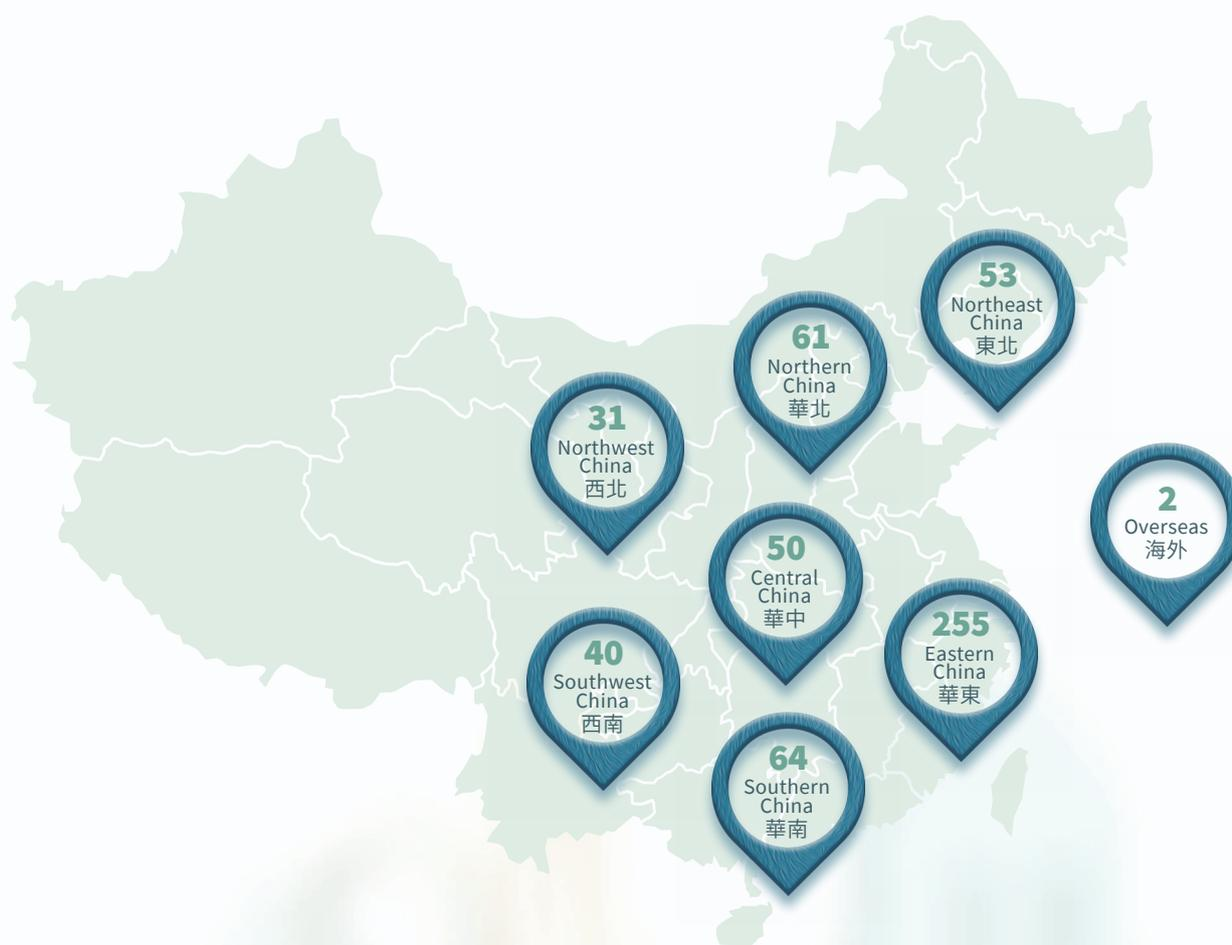 53
Northeast
China
東北
61
Northern
China
華北
31
Northwest
China
西北
2
Overseas
海外
50
Central
China
華中
255
Eastern
China
華東
40
Southwest
China
西南
64
Southern
China
華南